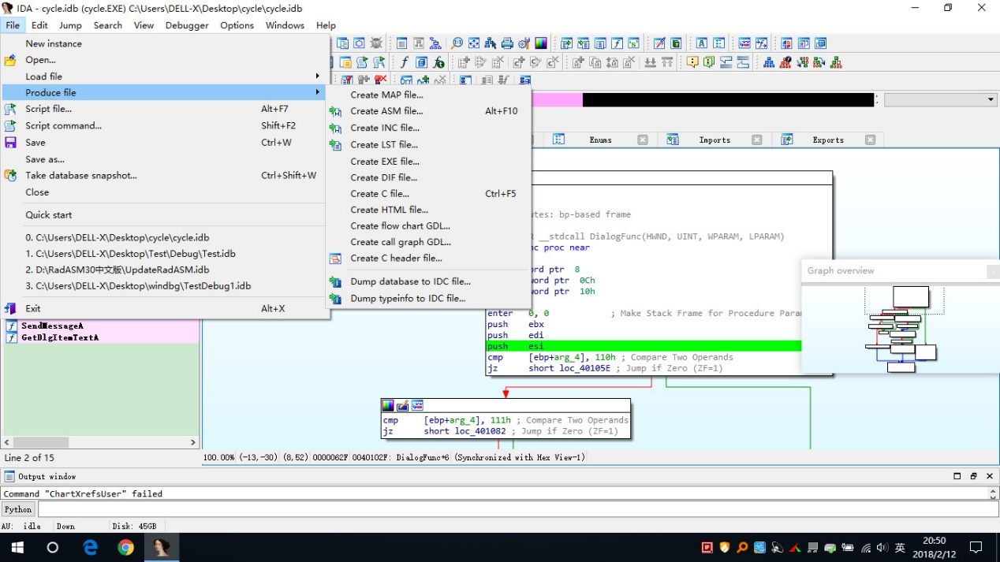 IDA - cycle.idb (cycle.EXE) C:\Users\DELL-X\Desktop\cycle\cycle.idb
File Edit Jump Search View Debugger Options Windows Help
New instance
Open...
Load file
Produce file
Script file... Alt+F7
Script command... Shift+F2
Save Ctrl+W
Save as...
Take database snapshot... Ctrl+Shift+W
Close
Quick start
0. C:\Users\DELL-X\Desktop\cycle\cycle.idb
1. C:\Users\DELL-X\Desktop\Test\Debug\Test.idb
2. D:\RadASM30中文版\UpdateRadASM.idb
3. C:\Users\DELL-X\Desktop\windbg\TestDebug1.idb
Exit Alt+X
Create MAP file...
Create ASM file... Alt+F10
Create INC file...
Create LST file...
Create EXE file...
Create DIF file...
Create C file... Ctrl+F5
Create HTML file...
Create flow chart GDL...
Create call graph GDL...
Create C header file...
Dump database to IDC file...
Dump typeinfo to IDC file...
Enums Imports Exports
utes: bp-based frame
__stdcall DialogFunc(HWND, UINT, WPARAM, LPARAM)
nc proc near
ord ptr 8
word ptr 0Ch
word ptr 10h
enter 0, 0 ; Make Stack Frame for Procedure Para
push ebx
push edi
push esi
cmp [ebp+arg_4], 110h ; Compare Two Operands
jz short loc_40105E ; Jump if Zero (ZF=1)
Graph overview
SendMessageA
GetDlgItemTextA
cmp [ebp+arg_4], 111h ; Compare Two Operands
jz short loc_401082 ; Jump if Zero (ZF=1)
Line 2 of 15
100.00% (-13,-30) (8,52) 0000062F 0040102F: DialogFunc+6 (Synchronized with Hex View-1)
Output window
Command "ChartXrefsUser" failed
Python
AU: idle Down Disk: 45GB
英
20:50
2018/2/12